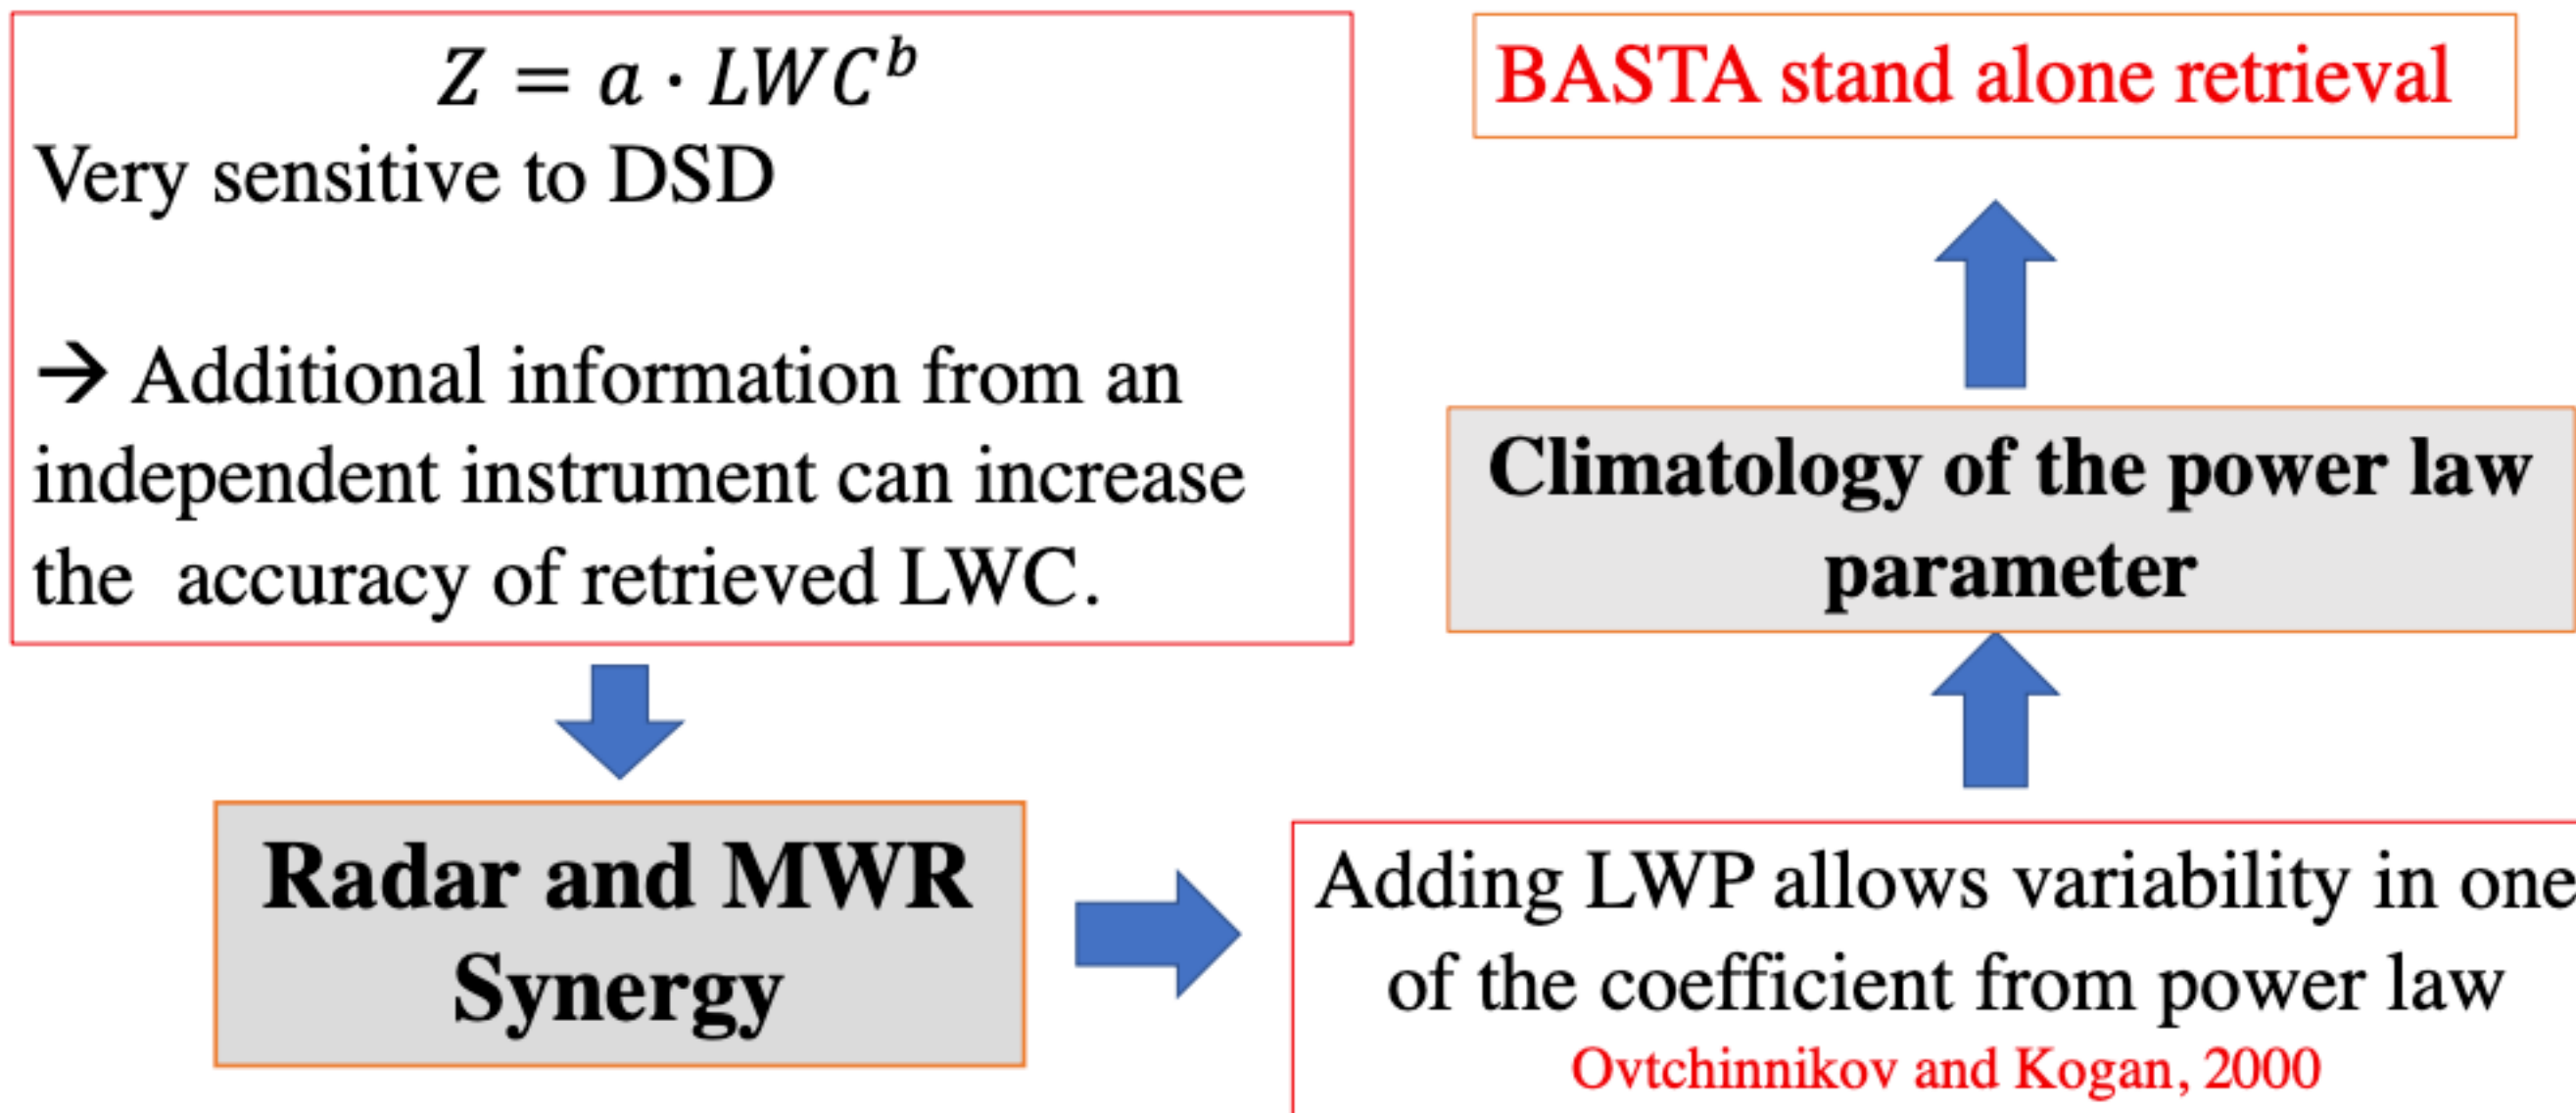 Z = a · LWC^b
Very sensitive to DSD
→ Additional information from an
independent instrument can increase
the accuracy of retrieved LWC.
Radar and MWR
Synergy
Adding LWP allows variability in one
of the coefficient from power law
Ovtchinnikov and Kogan, 2000
Climatology of the power law
parameter
BASTA stand alone retrieval